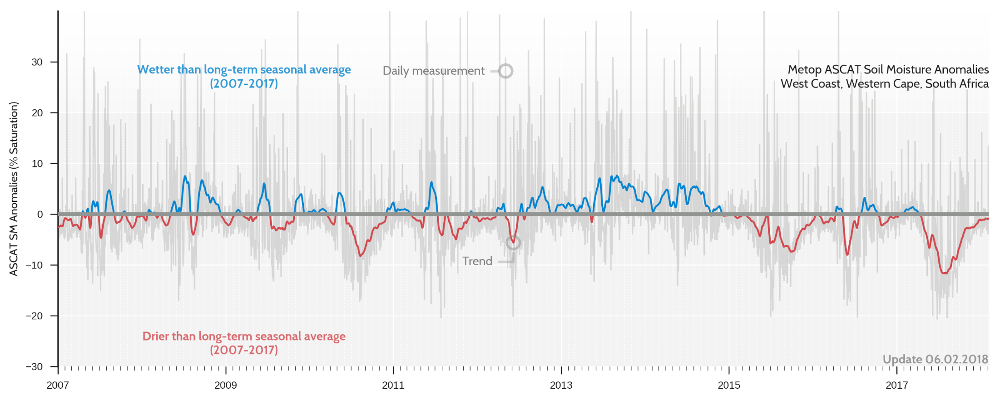 Wetter than long-term seasonal average
(2007-2017)
Daily measurement
Metop ASCAT Soil Moisture Anomalies
West Coast, Western Cape, South Africa
ASCAT SM Anomalies (% Saturation)
30
20
10
0
−10
−20
−30
Trend
Drier than long-term seasonal average
(2007-2017)
Update 06.02.2018
2007
2009
2011
2013
2015
2017